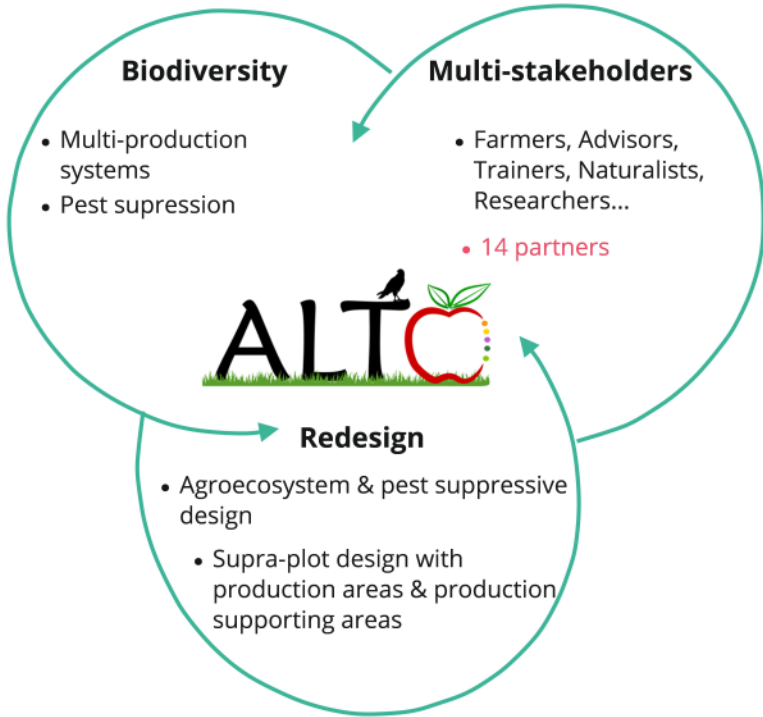 Biodiversity
• Multi-production
systems
• Pest supression
Multi-stakeholders
• Farmers, Advisors,
Trainers, Naturalists,
Researchers...
• 14 partners
ALTO
Redesign
• Agroecosystem & pest suppressive
design
• Supra-plot design with
production areas & production
supporting areas